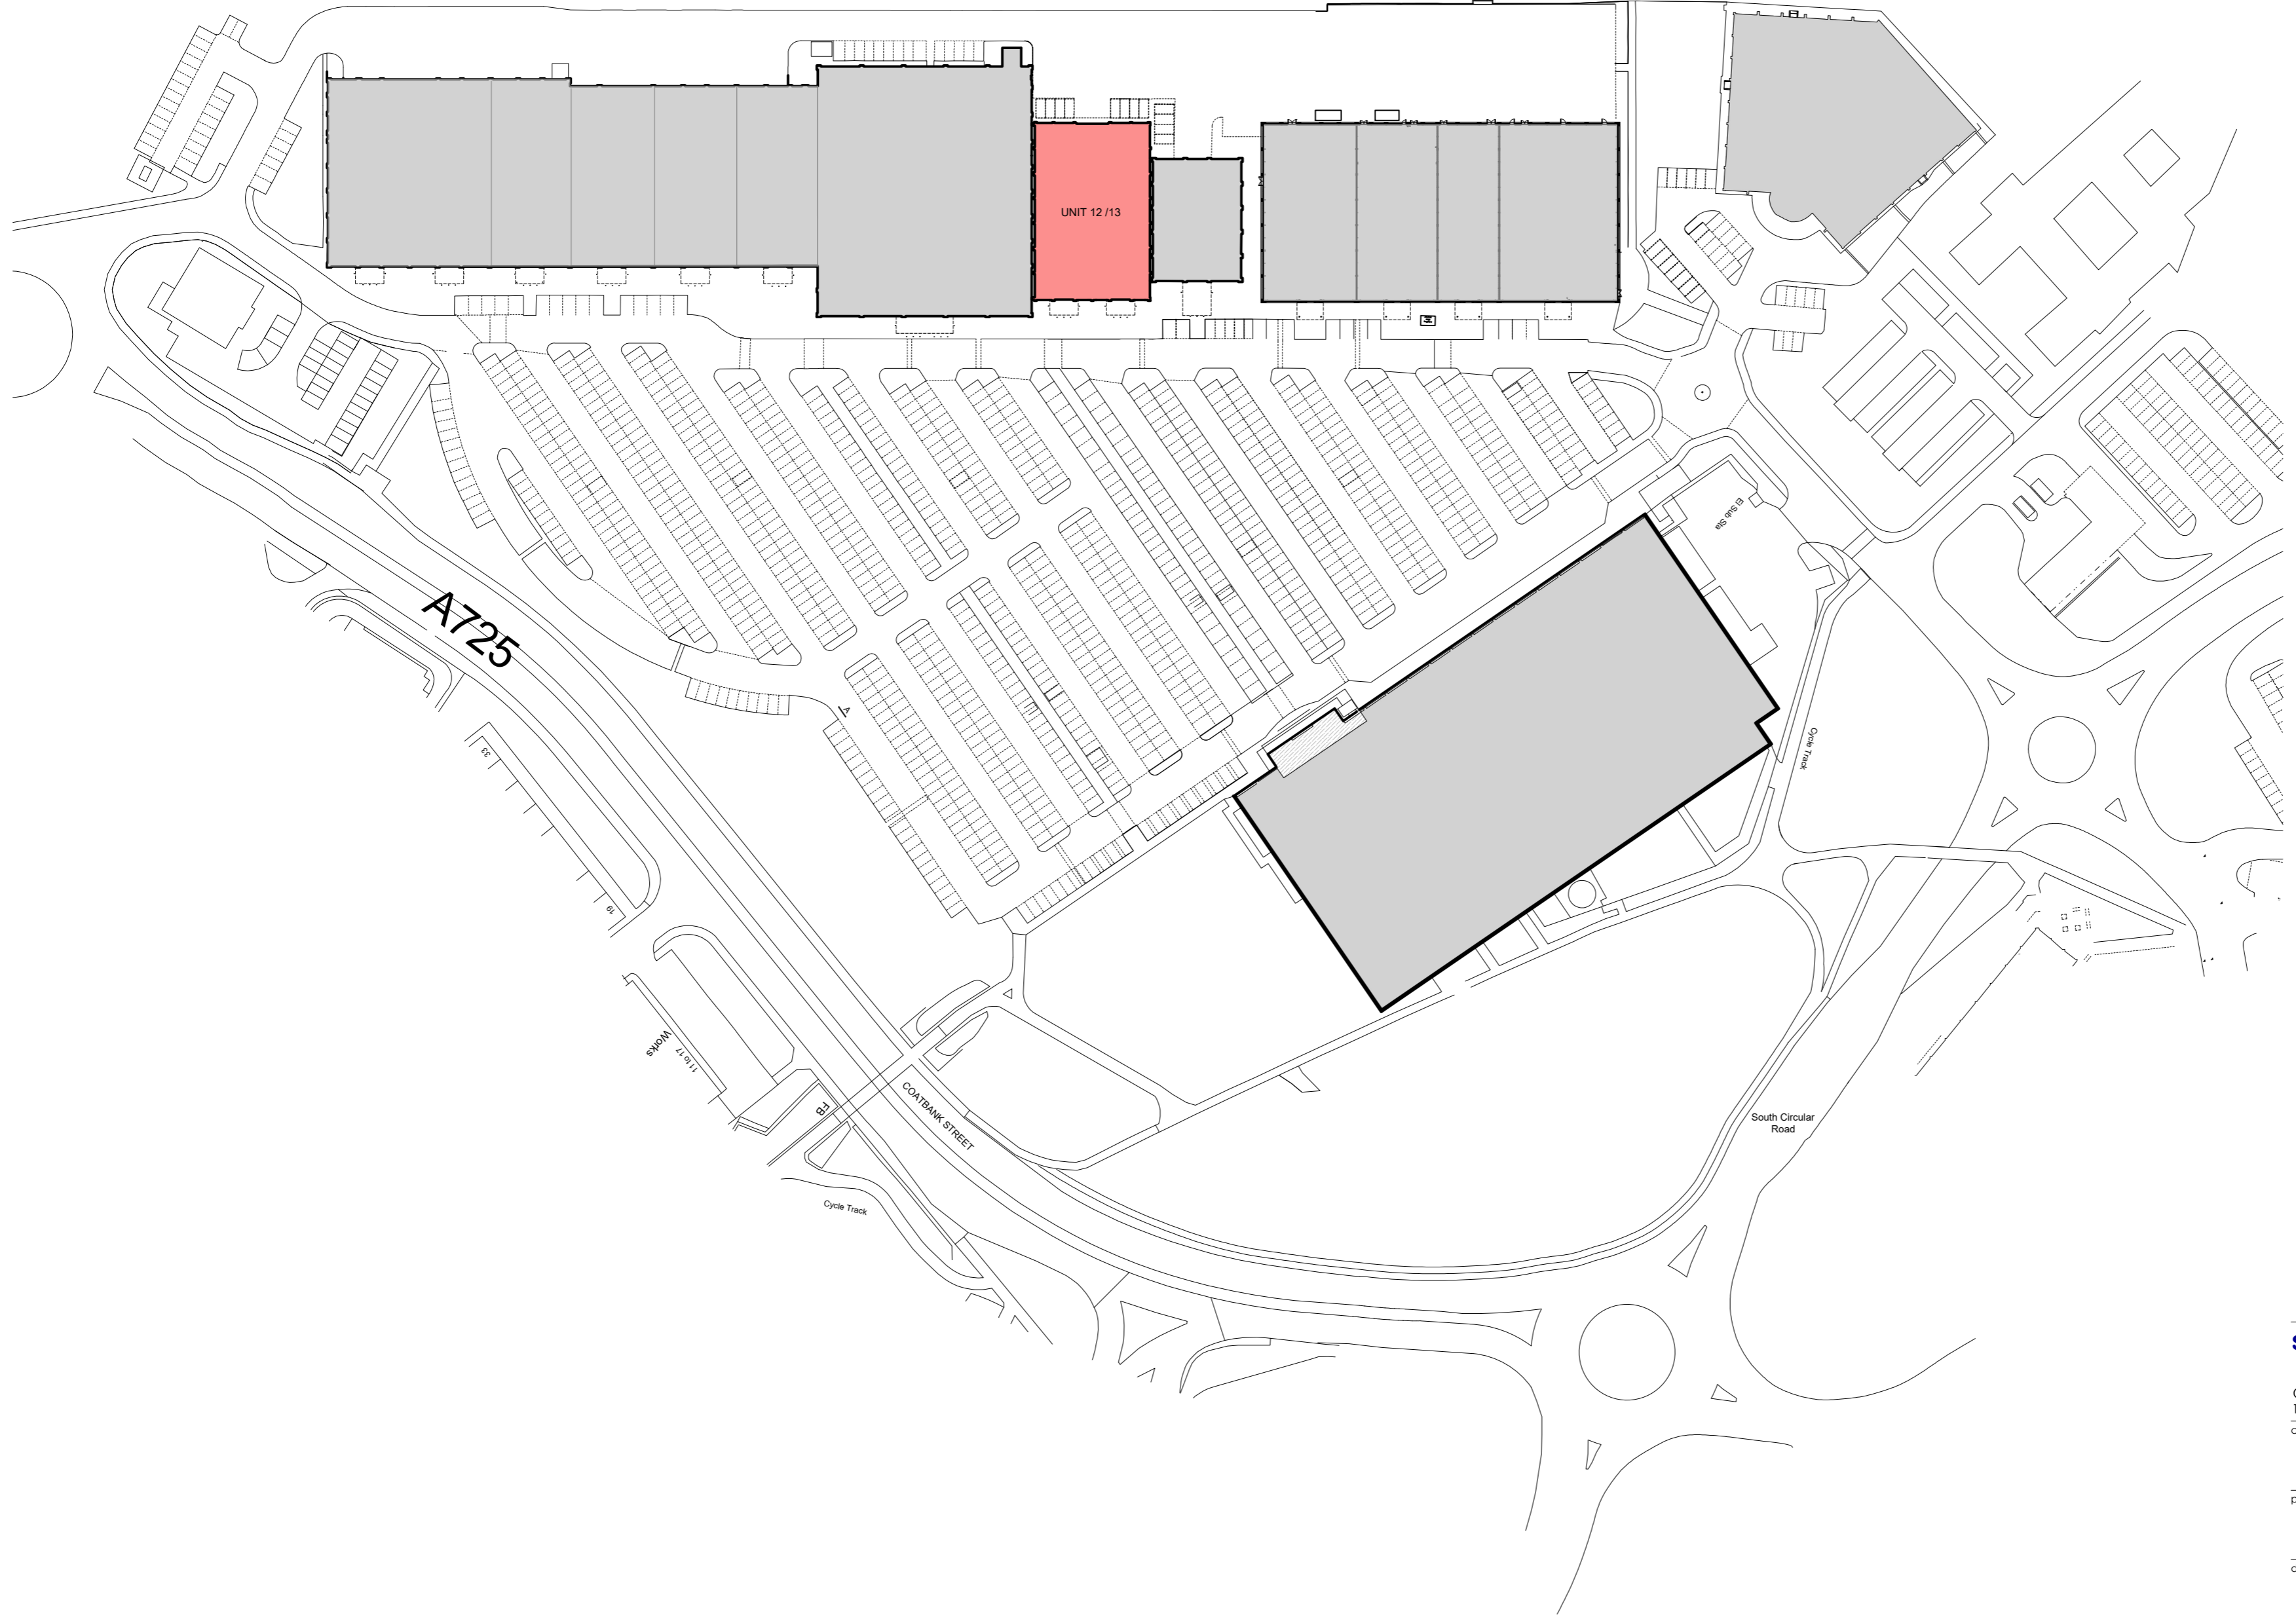 UNIT 12 /13
El Sub Sta
A725
A
33
Cycle Track
19
Works
11 to 17
FB
COATBANK STREET
South Circular
Road
Cycle Track